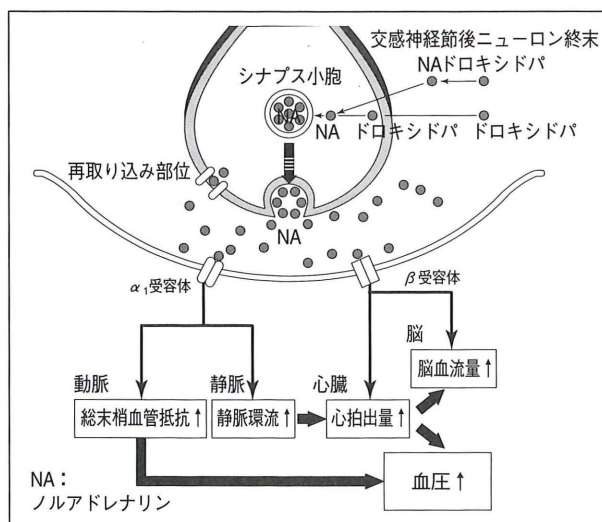 交感神経節後ニューロン終末
NAドロキシドパ
シナプス小胞
NA
NA ドロキシドパ ドロキシドパ
再取り込み部位
NA
α1受容体
β受容体
脳
脳血流量↑
動脈
静脈
心臓
総末梢血管抵抗↑
静脈環流↑
心拍出量↑
血圧↑
NA：
ノルアドレナリン